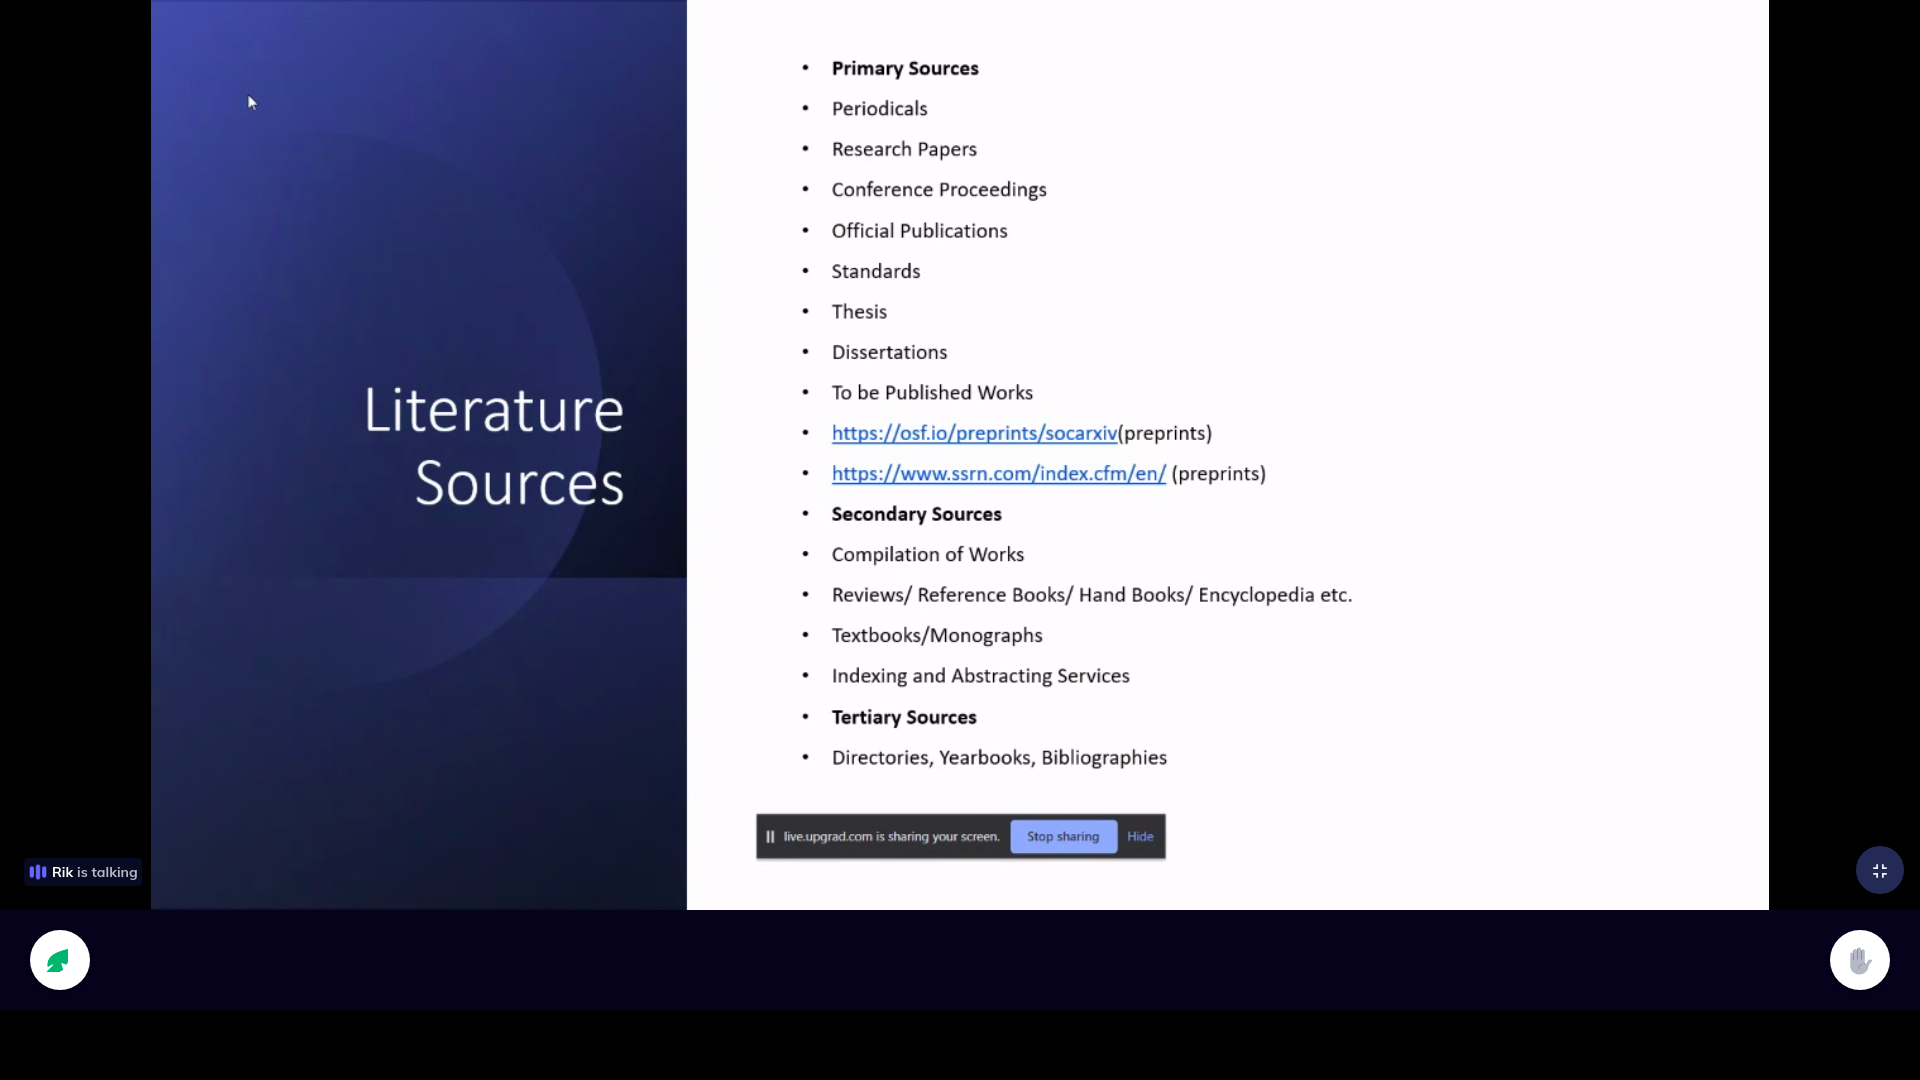 Literature
Sources
• Primary Sources
• Periodicals
• Research Papers
• Conference Proceedings
• Official Publications
• Standards
• Thesis
• Dissertations
• To be Published Works
• https://osf.io/preprints/socarxiv(preprints)
• https://www.ssrn.com/index.cfm/en/ (preprints)
• Secondary Sources
• Compilation of Works
• Reviews/ Reference Books/ Hand Books/ Encyclopedia etc.
• Textbooks/Monographs
• Indexing and Abstracting Services
• Tertiary Sources
• Directories, Yearbooks, Bibliographies
live.upgrad.com is sharing your screen. Stop sharing Hide
Rik is talking